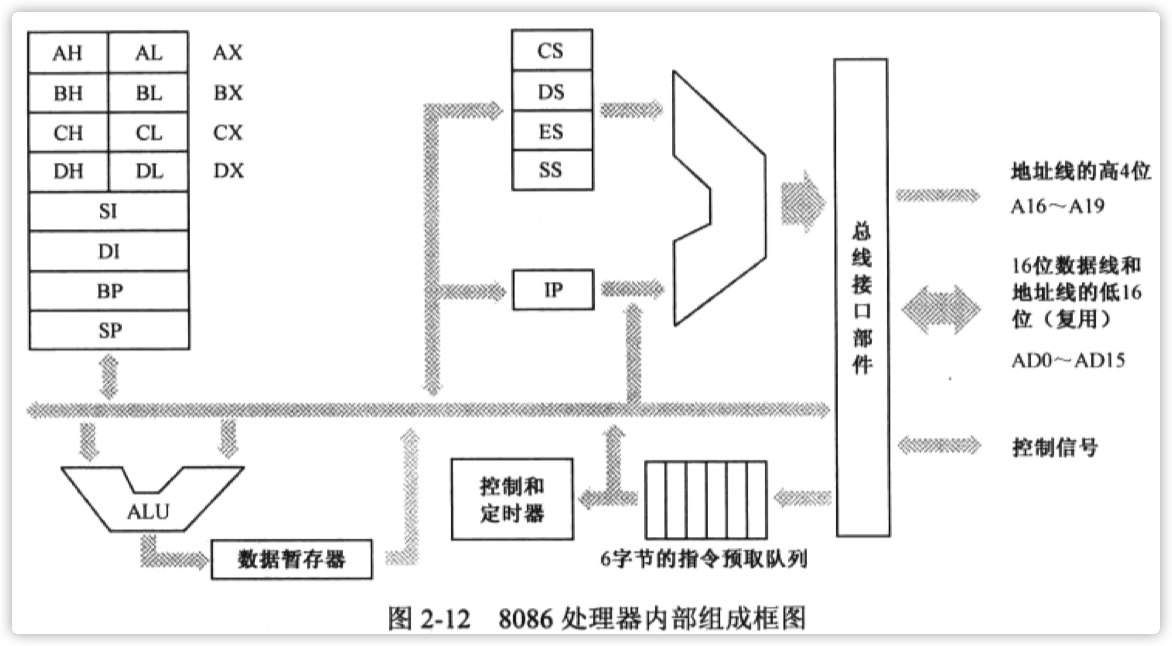 AH AL AX
BH BL BX
CH CL CX
DH DL DX
SI
DI
BP
SP
CS
DS
ES
SS
IP
总线接口部件
地址线的高4位
A16～A19
16位数据线和
地址线的低16
位（复用）
AD0～AD15
控制信号
ALU
数据暂存器
控制和
定时器
6字节的指令预取队列
图 2-12 8086 处理器内部组成框图